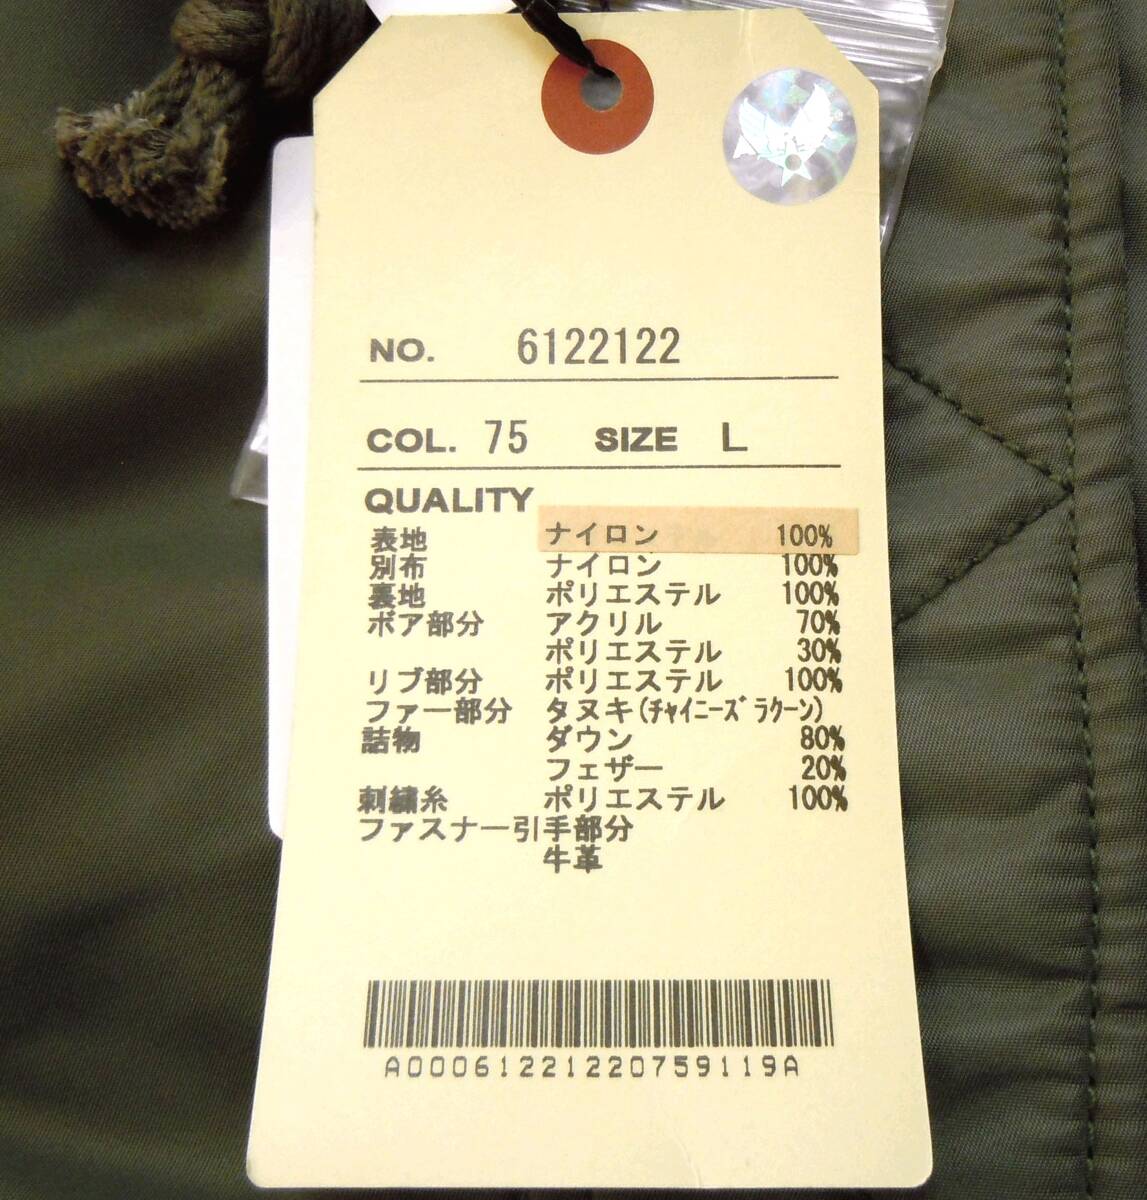 NO. 6122122
COL. 75 SIZE L
QUALITY
表地 ナイロン 100%
別布 ナイロン 100%
裏地 ポリエステル 100%
ボア部分 アクリル 70%
ポリエステル 30%
リブ部分 ポリエステル 100%
ファー部分 タヌキ(ﾁｬｲﾆｰｽﾞﾗｸｰﾝ)
詰物 ダウン 80%
フェザー 20%
刺繍糸 ポリエステル 100%
ファスナー引手部分
牛革
A00061221220759119A